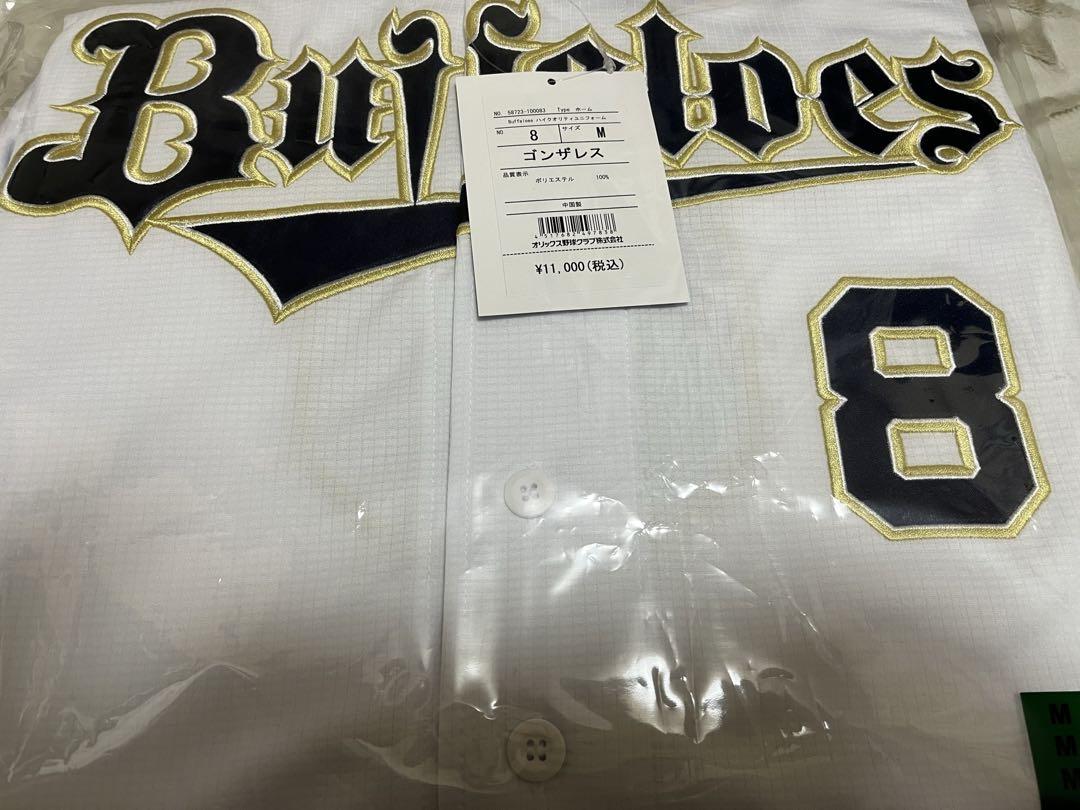 Buffaloes
NO. 58723-100083 Type ホーム
Buffaloes ハイクオリティユニフォーム
NO 8 サイズ M
ゴンザレス
品質表示
ポリエステル 100%
中国製
4 517682 497838
オリックス野球クラブ株式会社
¥11,000(税込)
8
M
M
M